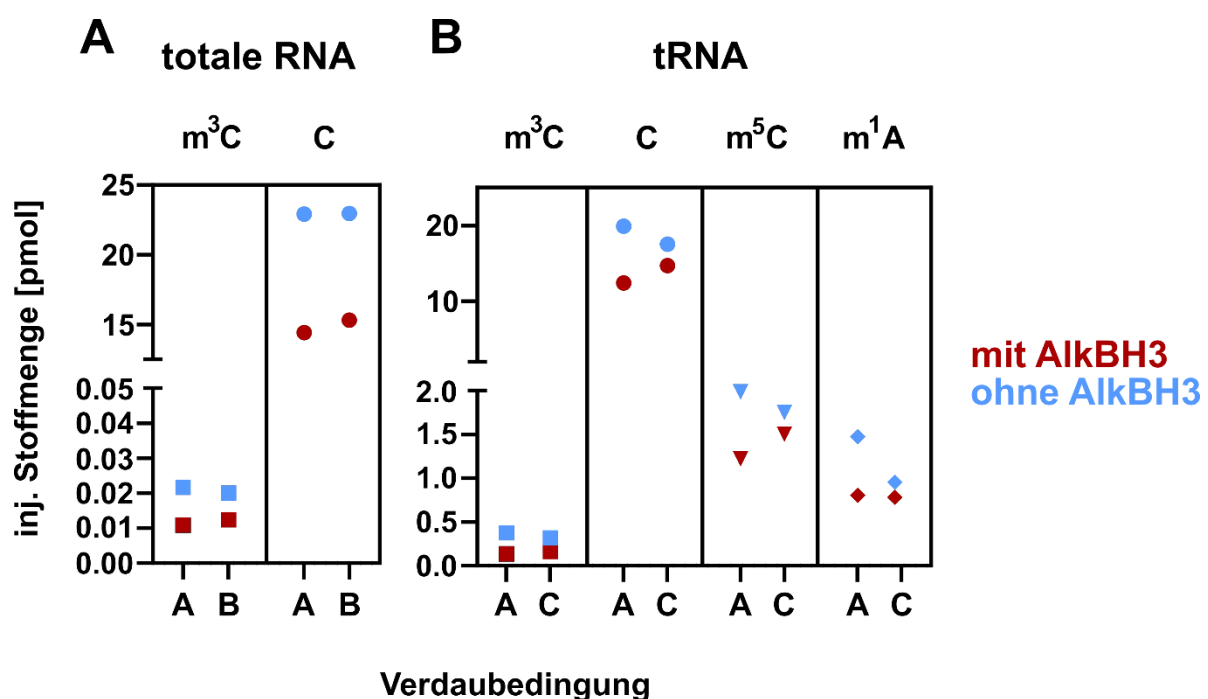 A
totale RNA
m³C C
inj. Stoffmenge [pmol]
25
20
15
0.05
0.04
0.03
0.02
0.01
0.00
A B A B
B
tRNA
m³C C m⁵C m¹A
20
10
2.0
1.5
1.0
0.5
0.0
A C A C A C A C
mit AlkBH3
ohne AlkBH3
Verdaubedingung